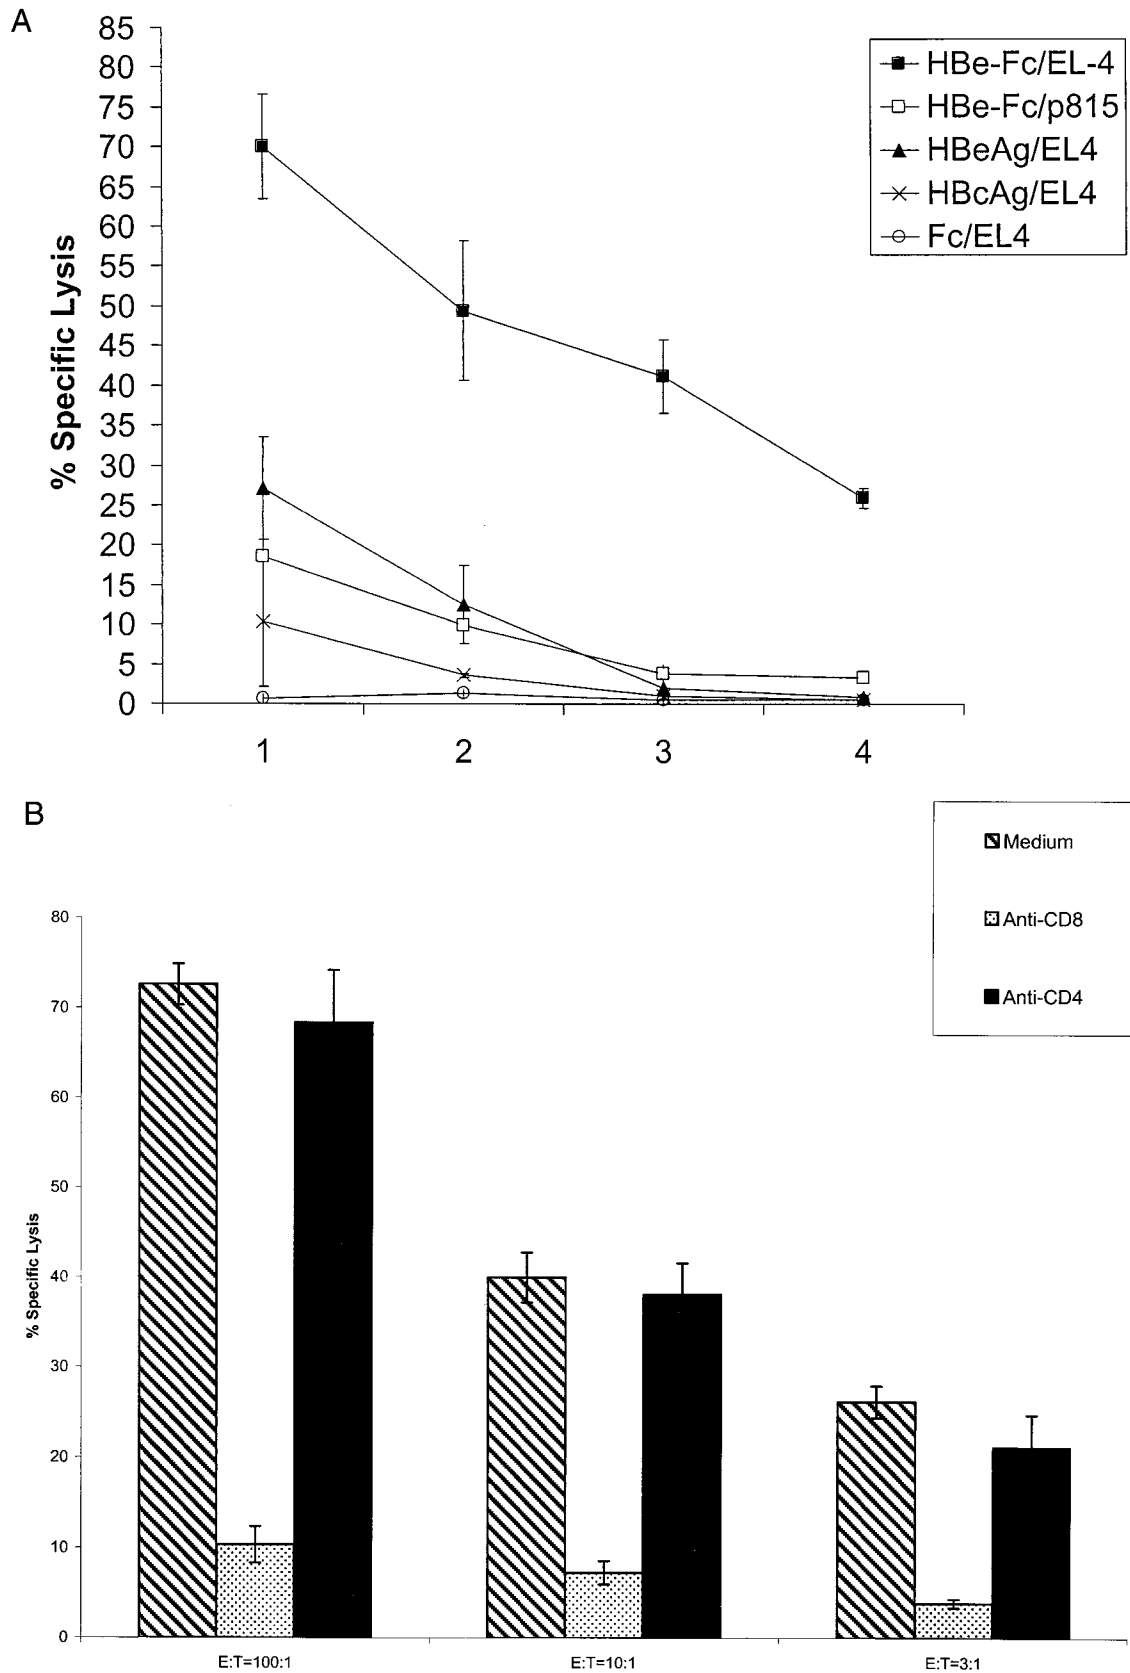 A
85
80
75
70
65
60
55
50
45
40
35
30
25
20
15
10
5
0
% Specific Lysis
1 2 3 4
HBe-Fc/EL-4
HBe-Fc/p815
HBeAg/EL4
HBcAg/EL4
Fc/EL4
B
Medium
Anti-CD8
Anti-CD4
80
70
60
50
40
30
20
10
0
% Specific Lysis
E:T=100:1 E:T=10:1 E:T=3:1